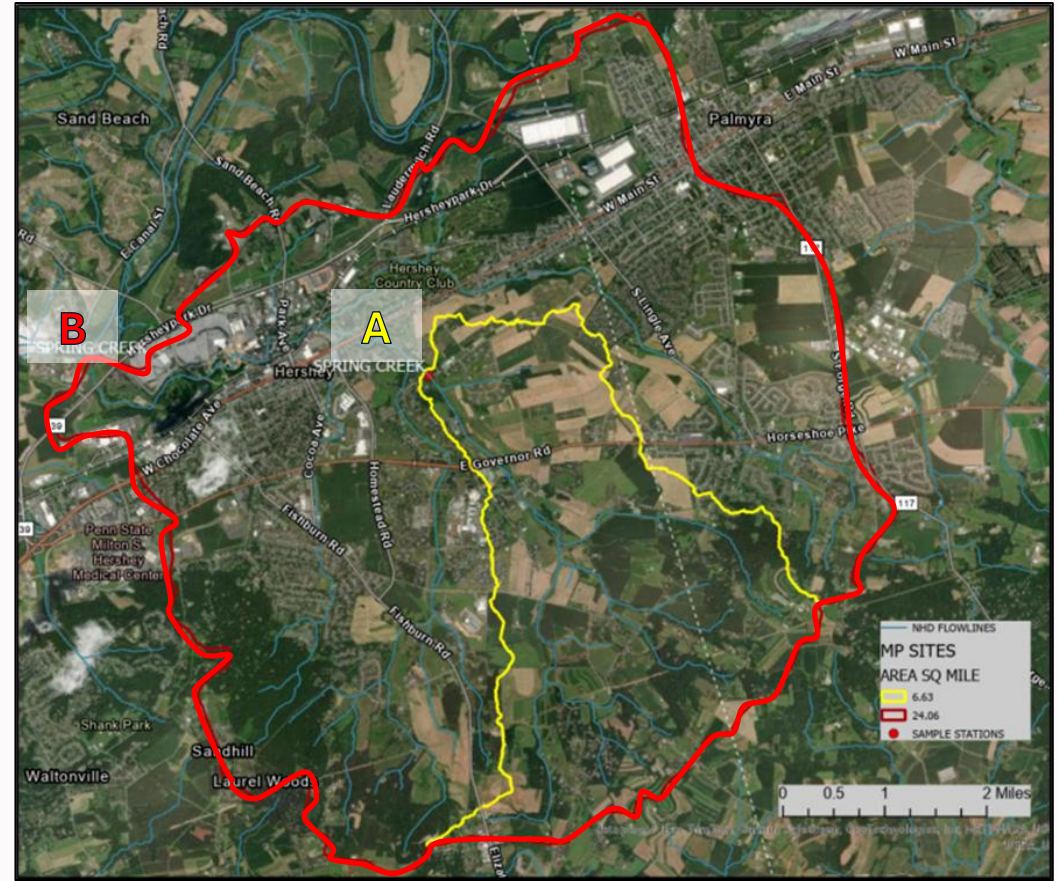 ach Rd
W Main St
E Main St
Sand Beach
Palmyra
Sand Beach R
Hersheypark Dr
W Main St
E Canal St
Rd
Hershey
Country Club
S Lingle Ave
B
A
Hersheypark Dr
Park Ave
SPRING CREEK
SPRING CREEK
Hershey
39
W Chocolate Ave
Cocoa Ave
Horseshoe Pike
E Governor Rd
Homestead Rd
117
39
Fishburn Rd
Penn State
Milton S.
Hershey
Medical Center
Fishburn Rd
NHD FLOWLINES
MP SITES
AREA SQ MILE
6.63
24.06
SAMPLE STATIONS
Shank Park
Sandhill
Waltonville
Laurel Woods
0 0.5 1 2 Miles
Eliza